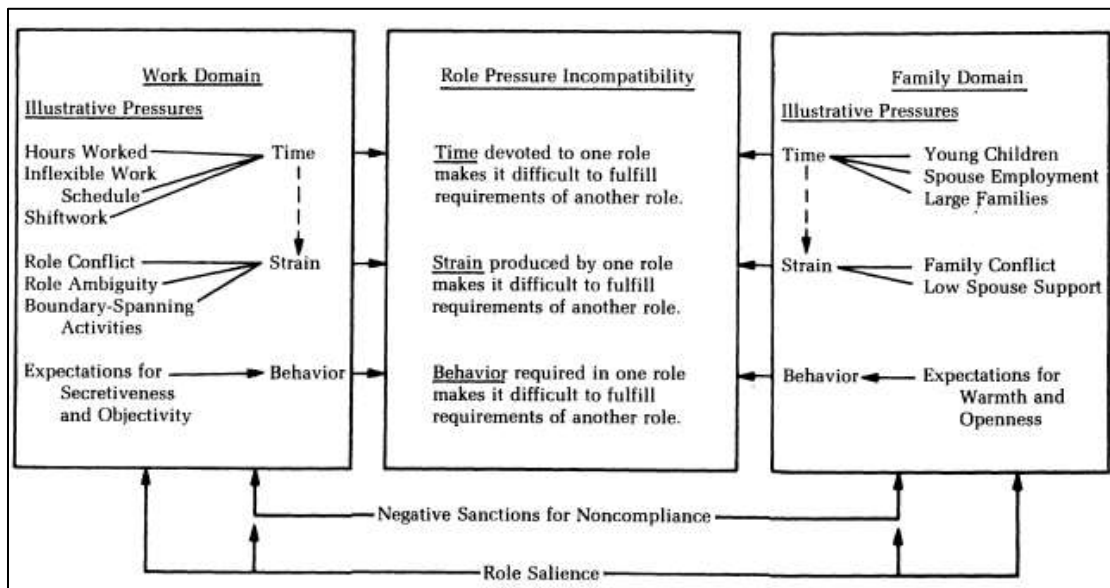 Work Domain
Illustrative Pressures
Hours Worked
Inflexible Work
Schedule
Shiftwork
Time
Role Conflict
Role Ambiguity
Boundary-Spanning
Activities
Strain
Expectations for
Secretiveness
and Objectivity
Behavior
Role Pressure Incompatibility
Time devoted to one role
makes it difficult to fulfill
requirements of another role.
Strain produced by one role
makes it difficult to fulfill
requirements of another role.
Behavior required in one role
makes it difficult to fulfill
requirements of another role.
Family Domain
Illustrative Pressures
Time
Young Children
Spouse Employment
Large Families
Strain
Family Conflict
Low Spouse Support
Behavior
Expectations for
Warmth and
Openness
Negative Sanctions for Noncompliance
Role Salience